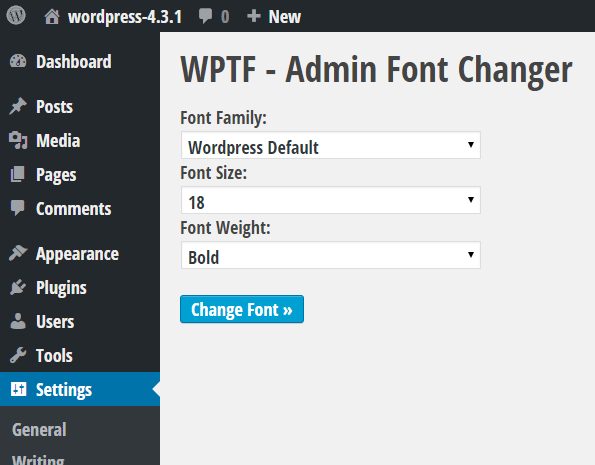 wordpress-4.3.1 0 New
Dashboard
Posts
Media
Pages
Comments
Appearance
Plugins
Users
Tools
Settings
General
Writing
WPTF - Admin Font Changer
Font Family:
Wordpress Default
Font Size:
18
Font Weight:
Bold
Change Font »